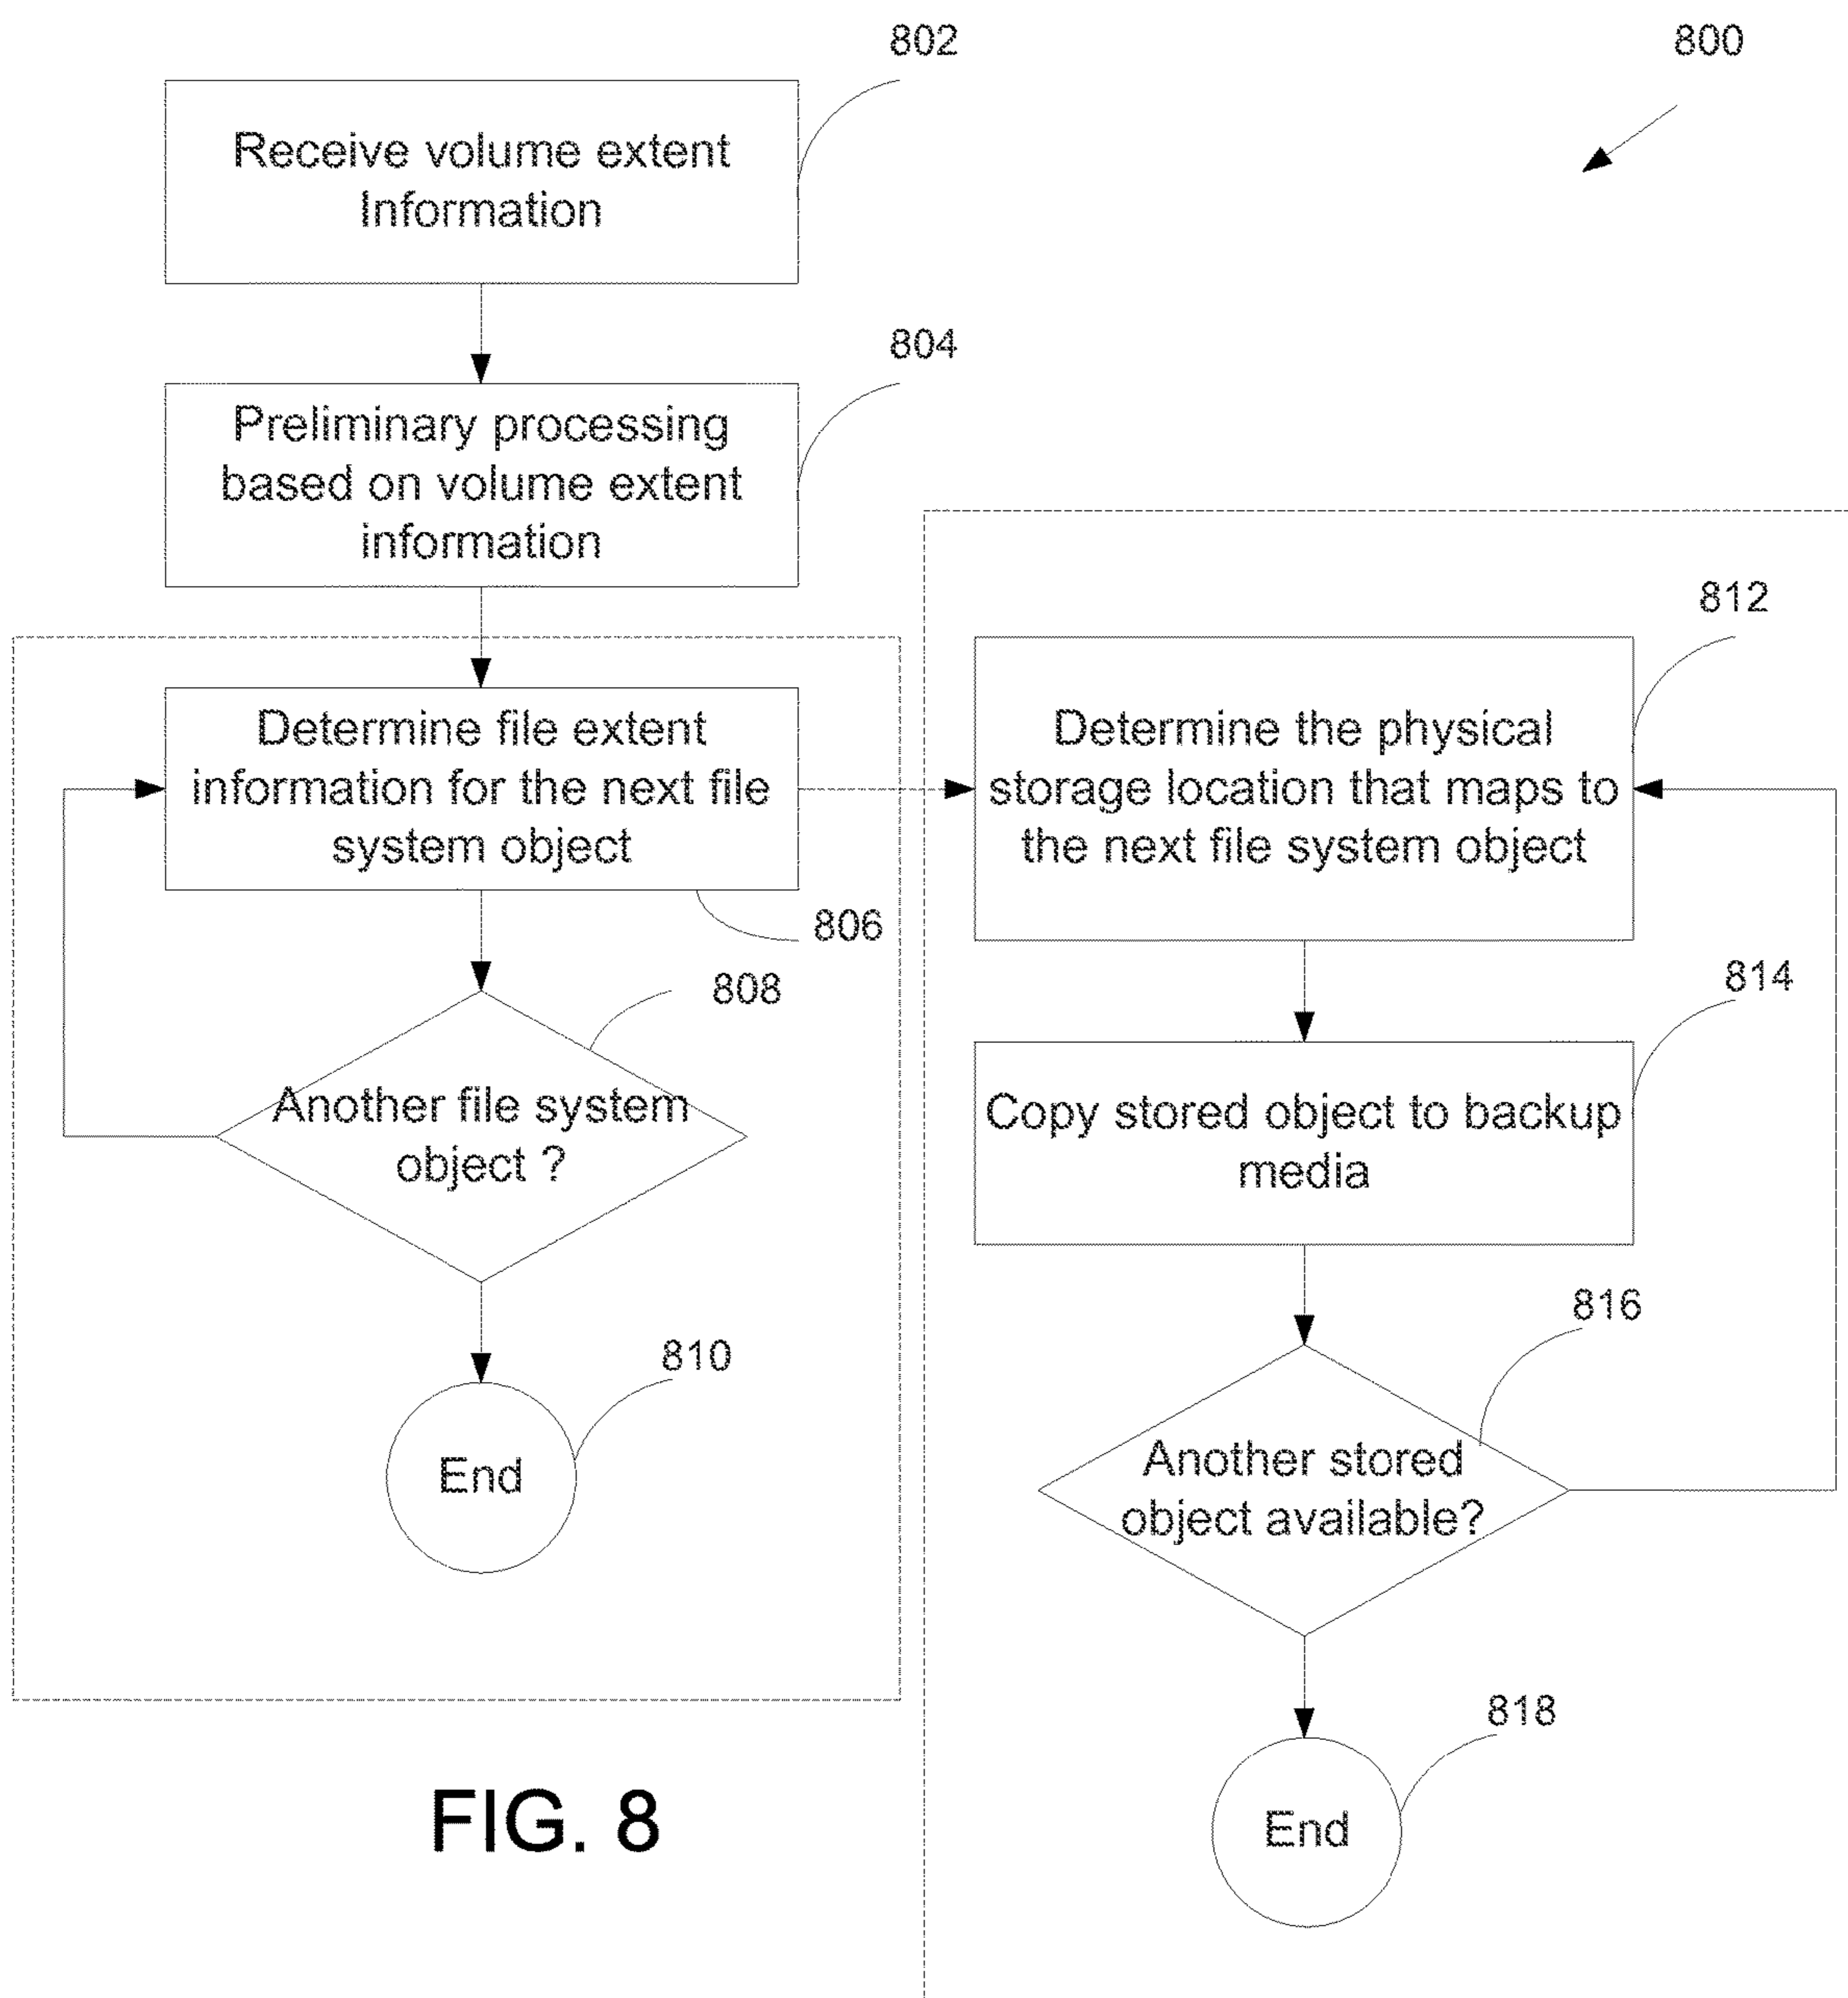 802
800
Receive volume extent
Information
804
Preliminary processing
based on volume extent
information
812
Determine file extent
information for the next file
system object
806
Determine the physical
storage location that maps to
the next file system object
808
814
Another file system
object ?
Copy stored object to backup
media
810
816
End
Another stored
object available?
818
End
FIG. 8